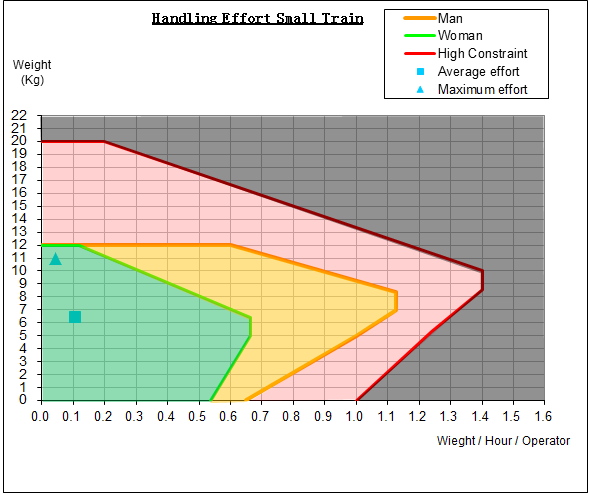 Handling Effort Small Train
Man
Woman
High Constraint
Average effort
Maximum effort
Weight
(Kg)
22
21
20
19
18
17
16
15
14
13
12
11
10
9
8
7
6
5
4
3
2
1
0
0.0 0.1 0.2 0.3 0.4 0.5 0.6 0.7 0.8 0.9 1.0 1.1 1.2 1.3 1.4 1.5 1.6
Wieght / Hour / Operator